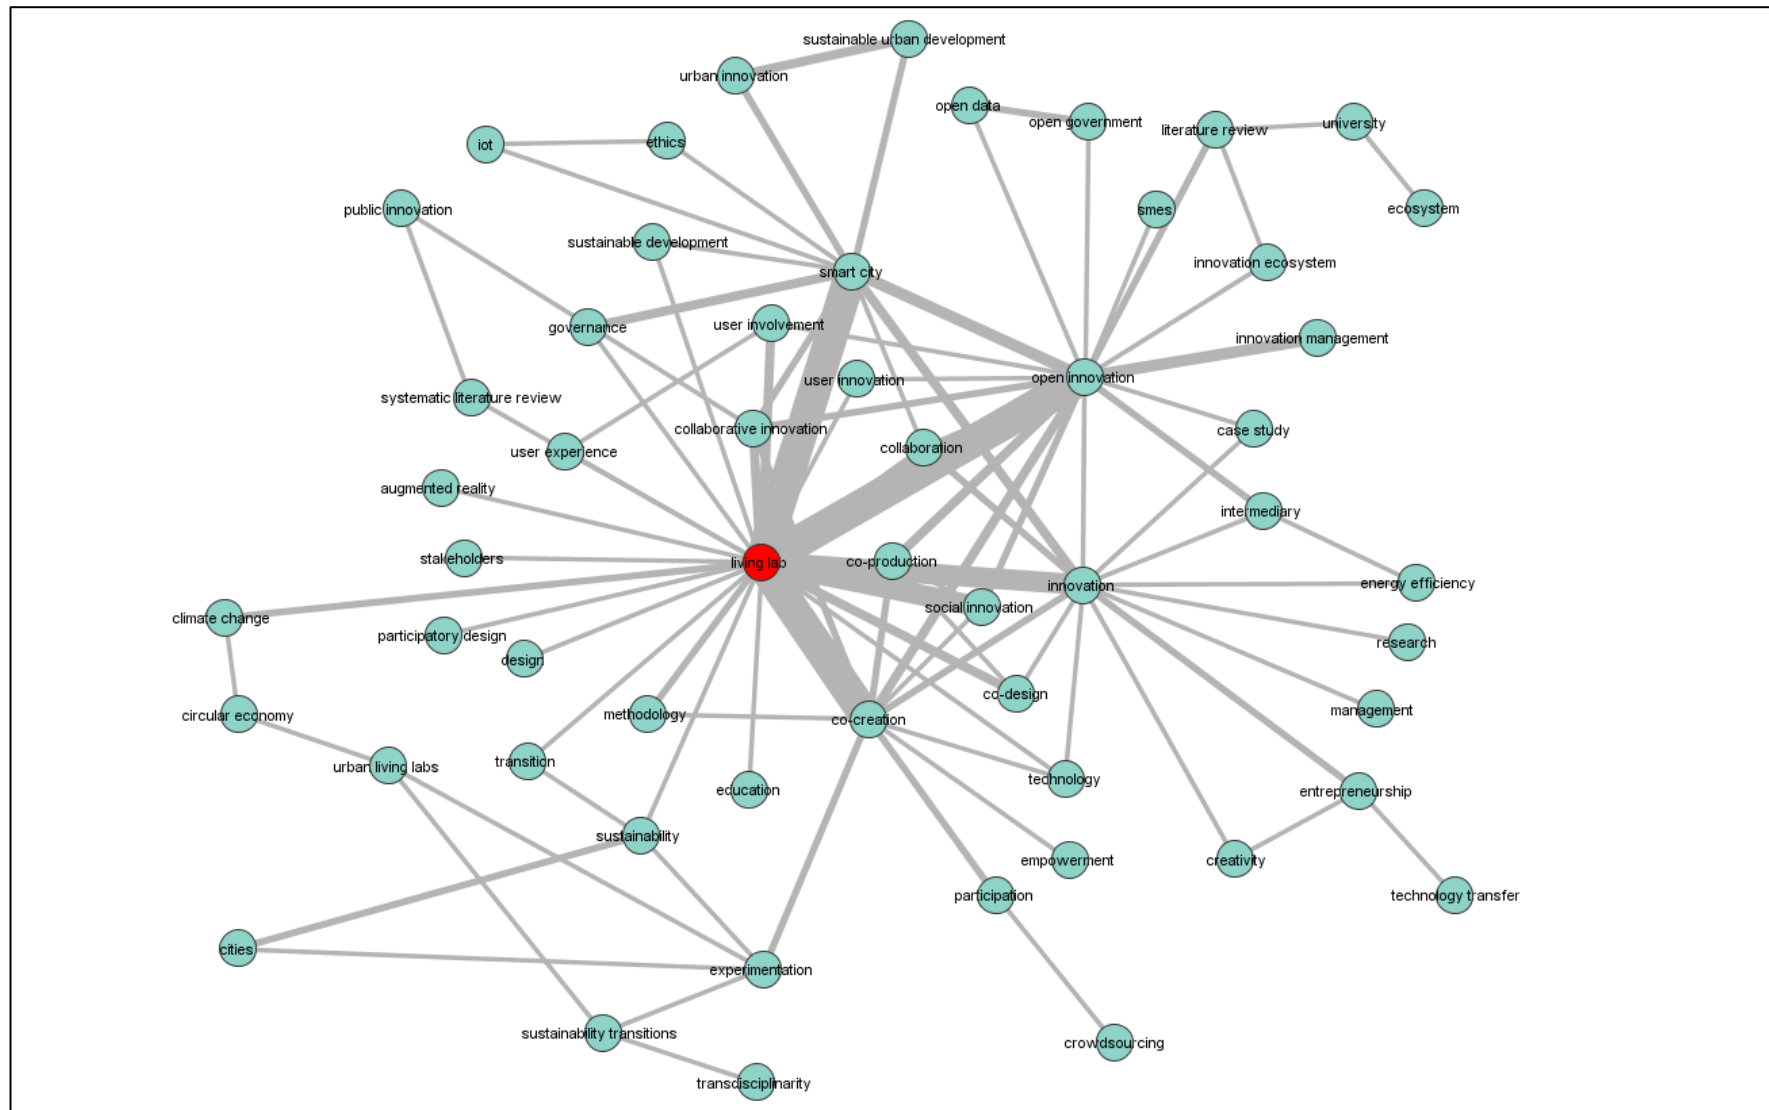 sustainable urban development
urban innovation
open data
open government
literature review
university
iot
ethics
public innovation
smes
ecosystem
sustainable development
innovation ecosystem
smart city
governance
user involvement
innovation management
user innovation
open innovation
systematic literature review
collaborative innovation
collaboration
case study
user experience
augmented reality
intermediary
stakeholders
living lab
co-production
innovation
energy efficiency
climate change
social innovation
participatory design
research
design
co-design
circular economy
methodology
co-creation
management
urban living labs
transition
education
technology
entrepreneurship
sustainability
empowerment
creativity
participation
technology transfer
cities
experimentation
sustainability transitions
crowdsourcing
transdisciplinarity